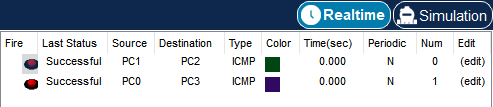 Realtime Simulation
Fire Last Status Source Destination Type Color Time(sec) Periodic Num Edit
Successful PC1 PC2 ICMP 0.000 N 0 (edit)
Successful PC0 PC3 ICMP 0.000 N 1 (edit)